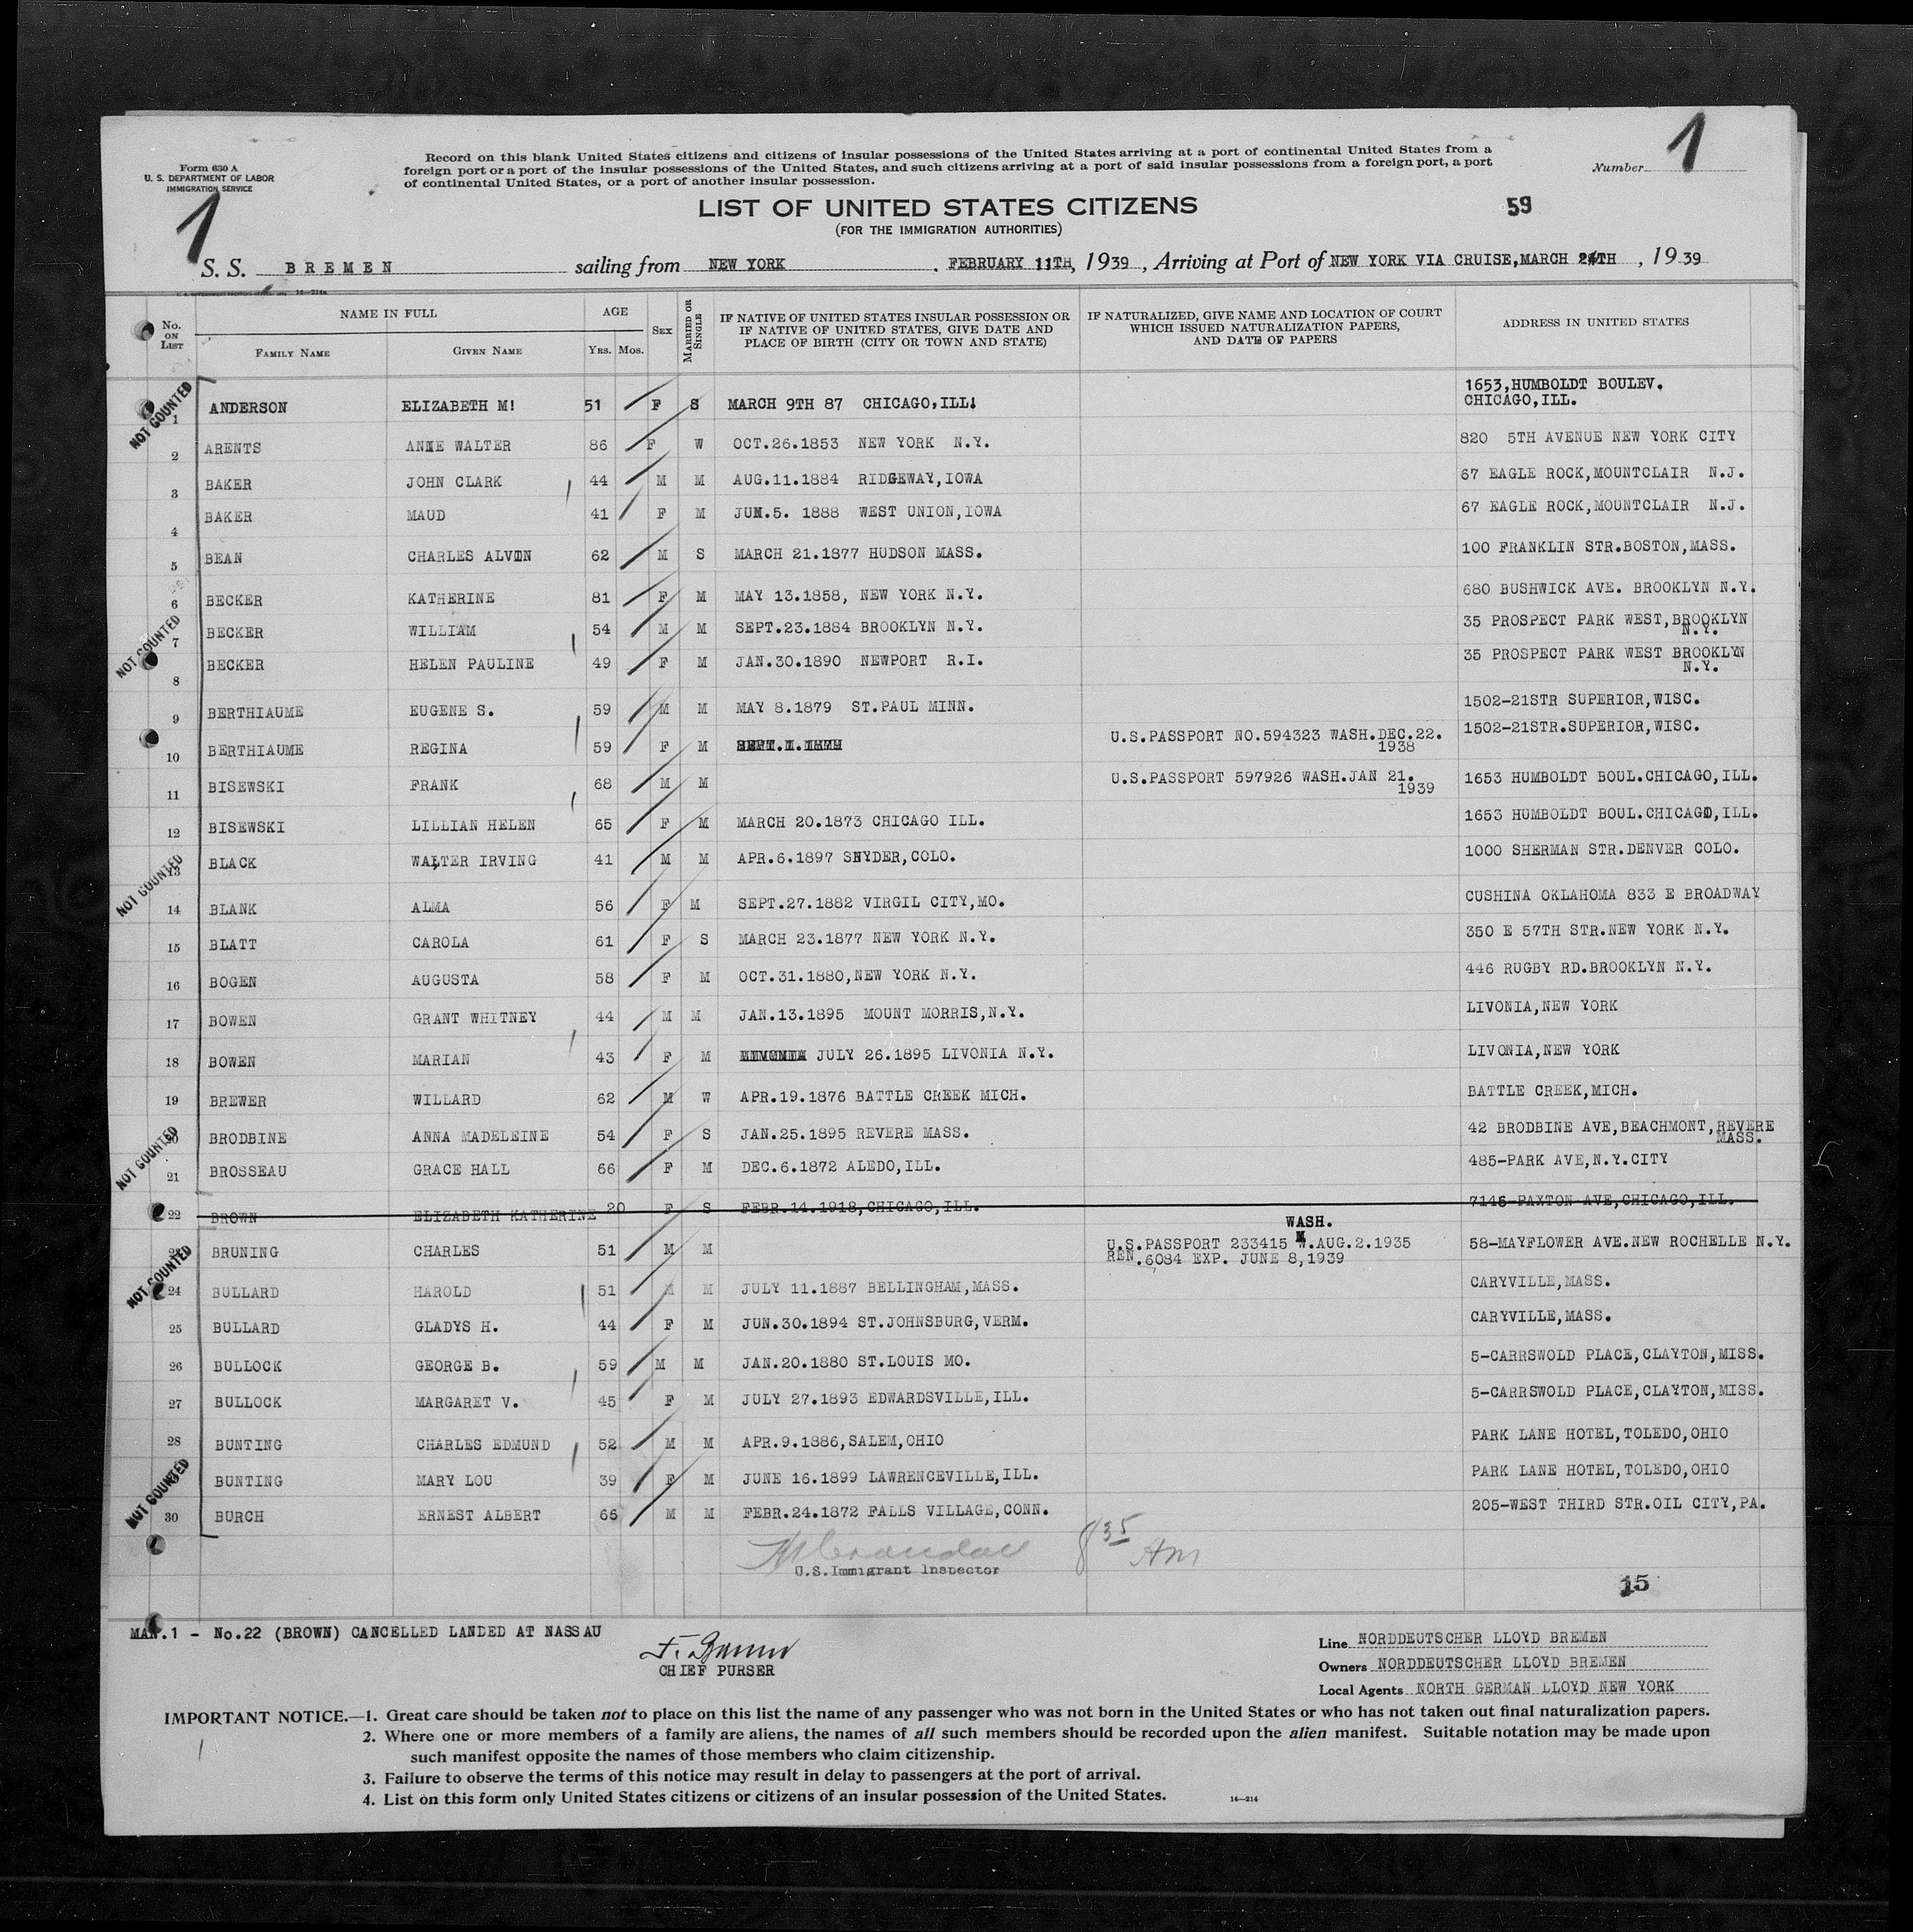 1
1
Form 630 A
U. S. DEPARTMENT OF LABOR
IMMIGRATION SERVICE
Record on this blank United States citizens and citizens of insular possessions of the United States arriving at a port of continental United States from a
foreign port or a port of the insular possessions of the United States, and such citizens arriving at a port of said insular possessions from a foreign port, a port
of continental United States, or a port of another insular possession.
Number
LIST OF UNITED STATES CITIZENS
59
(FOR THE IMMIGRATION AUTHORITIES)
S. S. BREMEN sailing from NEW YORK . FEBRUARY 11TH, 1939, Arriving at Port of NEW YORK VIA CRUISE, MARCH 24TH , 1939
No. ON LIST NAME IN FULL FAMILY NAME GIVEN NAME AGE YRS. MOS. SEX MARRIED OR SINGLE
IF NATIVE OF UNITED STATES INSULAR POSSESSION OR
IF NATIVE OF UNITED STATES, GIVE DATE AND
PLACE OF BIRTH (CITY OR TOWN AND STATE)
IF NATURALIZED, GIVE NAME AND LOCATION OF COURT
WHICH ISSUED NATURALIZATION PAPERS,
AND DATE OF PAPERS
ADDRESS IN UNITED STATES
NOT COUNTED
1 ANDERSON ELIZABETH M! 51 F S MARCH 9TH 87 CHICAGO,ILL! 1653,HUMBOLDT BOULEV.
CHICAGO,ILL.
2 ARENTS ANNIE WALTER 86 F W OCT.26.1853 NEW YORK N.Y. 820 5TH AVENUE NEW YORK CITY
3 BAKER JOHN CLARK 44 M M AUG.11.1884 RIDGEWAY,IOWA 67 EAGLE ROCK,MOUNTCLAIR N.J.
4 BAKER MAUD 41 F M JUN.5. 1888 WEST UNION,IOWA 67 EAGLE ROCK,MOUNTCLAIR N.J.
5 BEAN CHARLES ALVIN 62 M S MARCH 21.1877 HUDSON MASS. 100 FRANKLIN STR.BOSTON,MASS.
6 BECKER KATHERINE 81 F M MAY 13.1858, NEW YORK N.Y. 680 BUSHWICK AVE. BROOKLYN N.Y.
NOT COUNTED
7 BECKER WILLIAM 54 M M SEPT.23.1884 BROOKLYN N.Y. 35 PROSPECT PARK WEST,BROOKLYN
N.Y.
8 BECKER HELEN PAULINE 49 F M JAN.30.1890 NEWPORT R.I. 35 PROSPECT PARK WEST BROOKLYN
N.Y.
9 BERTHIAUME EUGENE S. 59 M M MAY 8.1879 ST.PAUL MINN. 1502-21STR SUPERIOR,WISC.
10 BERTHIAUME REGINA 59 F M U.S.PASSPORT NO.594323 WASH.DEC.22. 1502-21STR.SUPERIOR,WISC.
1938
11 BISEWSKI FRANK 68 M M U.S.PASSPORT 597926 WASH.JAN 21. 1653 HUMBOLDT BOUL.CHICAGO,ILL.
1939
12 BISEWSKI LILLIAN HELEN 65 F M MARCH 20.1873 CHICAGO ILL. 1653 HUMBOLDT BOUL.CHICAGO,ILL.
NOT COUNTED
13 BLACK WALTER IRVING 41 M M APR.6.1897 SNYDER,COLO. 1000 SHERMAN STR.DENVER COLO.
14 BLANK ALMA 56 F M SEPT.27.1882 VIRGIL CITY,MO. CUSHINA OKLAHOMA 833 E BROADWAY
15 BLATT CAROLA 61 F S MARCH 23.1877 NEW YORK N.Y. 350 E 57TH STR.NEW YORK N.Y.
16 BOGEN AUGUSTA 58 F M OCT.31.1880,NEW YORK N.Y. 446 RUGBY RD.BROOKLYN N.Y.
17 BOWEN GRANT WHITNEY 44 M M JAN.13.1895 MOUNT MORRIS,N.Y. LIVONIA,NEW YORK
18 BOWEN MARIAN 43 F M JULY 26.1895 LIVONIA N.Y. LIVONIA,NEW YORK
19 BREWER WILLARD 62 M W APR.19.1876 BATTLE CREEK MICH. BATTLE CREEK,MICH.
NOT COUNTED
20 BRODBINE ANNA MADELEINE 54 F S JAN.25.1895 REVERE MASS. 42 BRODBINE AVE,BEACHMONT,REVERE
MASS.
21 BROSSEAU GRACE HALL 66 F M DEC.6.1872 ALEDO,ILL. 485-PARK AVE,N.Y.CITY
22 BROWN ELIZABETH KATHERINE 20 F S FEBR.14.1918,CHICAGO,ILL. 7146-PAXTON AVE,CHICAGO,ILL.
WASH.
23 BRUNING CHARLES 51 M M U.S.PASSPORT 233415 W.AUG.2.1935 58-MAYFLOWER AVE.NEW ROCHELLE N.Y.
REN.6084 EXP. JUNE 8,1939
NOT COUNTED
24 BULLARD HAROLD 51 M M JULY 11.1887 BELLINGHAM,MASS. CARYVILLE,MASS.
25 BULLARD GLADYS H. 44 F M JUN.30.1894 ST.JOHNSBURG,VERM. CARYVILLE,MASS.
26 BULLOCK GEORGE B. 59 M M JAN.20.1880 ST.LOUIS MO. 5-CARRSWOLD PLACE,CLAYTON,MISS.
27 BULLOCK MARGARET V. 45 F M JULY 27.1893 EDWARDSVILLE,ILL. 5-CARRSWOLD PLACE,CLAYTON,MISS.
28 BUNTING CHARLES EDMUND 52 M M APR.9.1886,SALEM,OHIO PARK LANE HOTEL,TOLEDO,OHIO
NOT COUNTED
29 BUNTING MARY LOU 39 F M JUNE 16.1899 LAWRENCEVILLE,ILL. PARK LANE HOTEL,TOLEDO,OHIO
30 BURCH ERNEST ALBERT 66 M M FEBR.24.1872 FALLS VILLAGE,CONN. 205-WEST THIRD STR.OIL CITY,PA.
8 35 Am
U.S.Immigrant Inspector
15
MAN.1 - No.22 (BROWN) CANCELLED LANDED AT NASSAU
CHIEF PURSER
Line NORDDEUTSCHER LLOYD BREMEN
Owners NORDDEUTSCHER LLOYD BREMEN
Local Agents NORTH GERMAN LLOYD NEW YORK
IMPORTANT NOTICE.—1. Great care should be taken not to place on this list the name of any passenger who was not born in the United States or who has not taken out final naturalization papers.
2. Where one or more members of a family are aliens, the names of all such members should be recorded upon the alien manifest. Suitable notation may be made upon
such manifest opposite the names of those members who claim citizenship.
3. Failure to observe the terms of this notice may result in delay to passengers at the port of arrival.
4. List on this form only United States citizens or citizens of an insular possession of the United States.
14—214